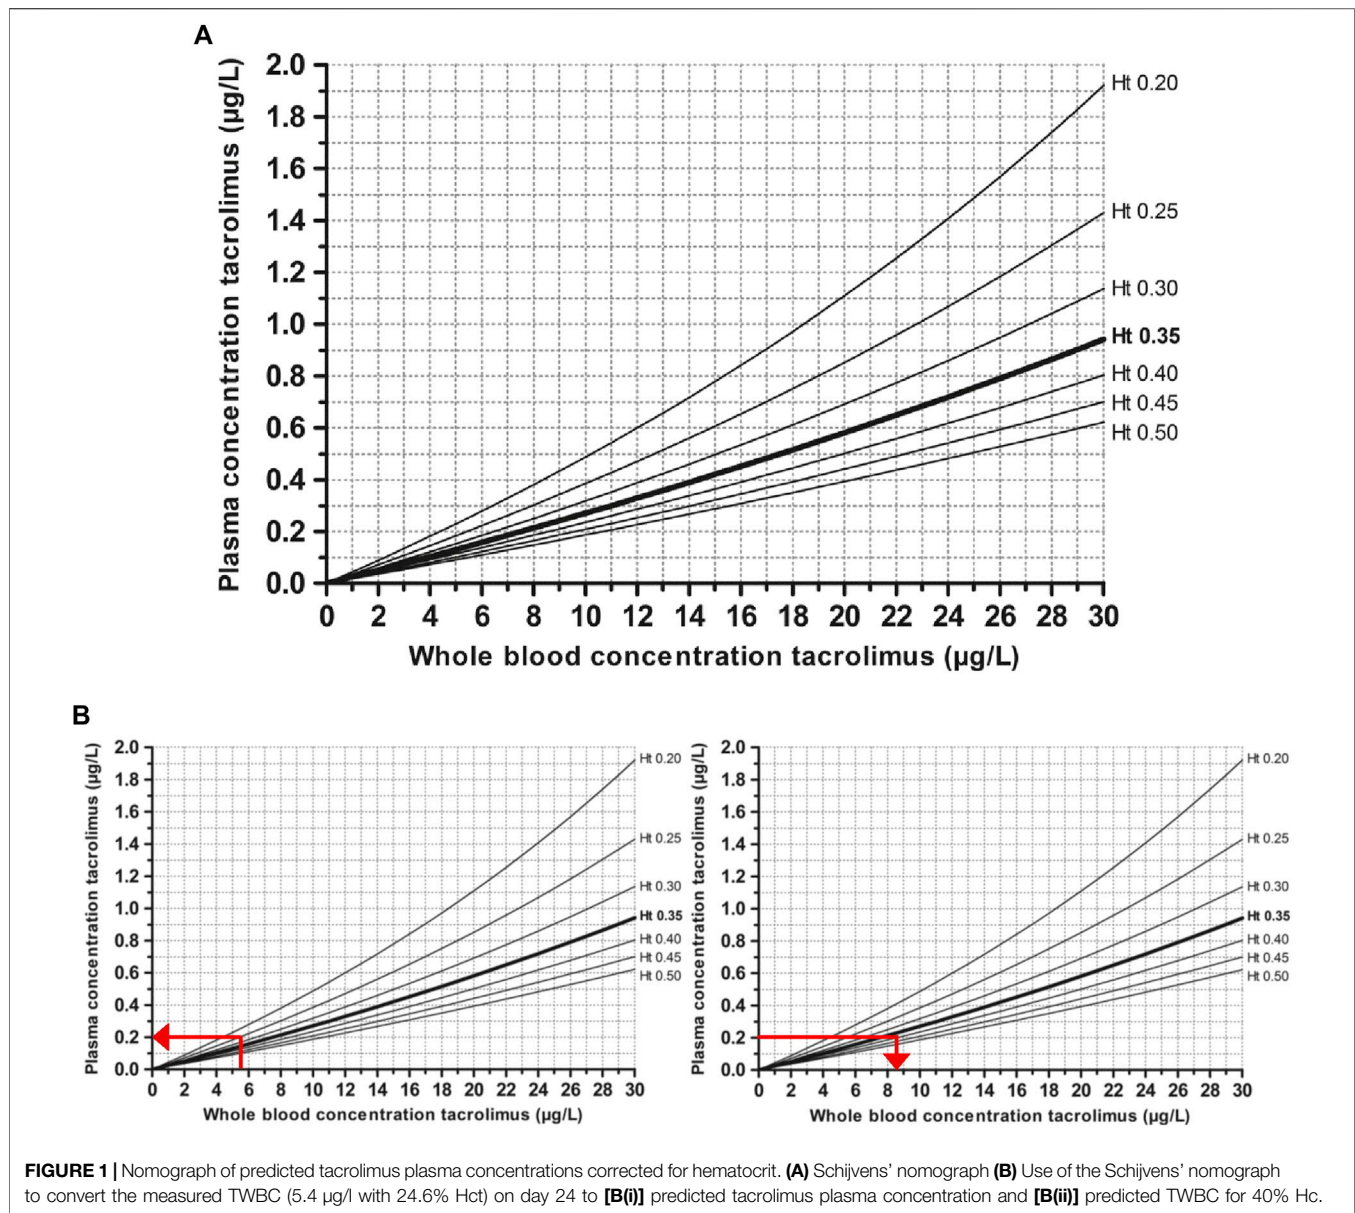 A
Plasma concentration tacrolimus (µg/L)
2.0
1.8
1.6
1.4
1.2
1.0
0.8
0.6
0.4
0.2
0.0
Ht 0.20
Ht 0.25
Ht 0.30
Ht 0.35
Ht 0.40
Ht 0.45
Ht 0.50
0 2 4 6 8 10 12 14 16 18 20 22 24 26 28 30
Whole blood concentration tacrolimus (µg/L)
B
Plasma concentration tacrolimus (µg/L)
2.0
1.8
1.6
1.4
1.2
1.0
0.8
0.6
0.4
0.2
0.0
Ht 0.20
Ht 0.25
Ht 0.30
Ht 0.35
Ht 0.40
Ht 0.45
Ht 0.50
0 2 4 6 8 10 12 14 16 18 20 22 24 26 28 30
Whole blood concentration tacrolimus (µg/L)
Plasma concentration tacrolimus (µg/L)
2.0
1.8
1.6
1.4
1.2
1.0
0.8
0.6
0.4
0.2
0.0
Ht 0.20
Ht 0.25
Ht 0.30
Ht 0.35
Ht 0.40
Ht 0.45
Ht 0.50
0 2 4 6 8 10 12 14 16 18 20 22 24 26 28 30
Whole blood concentration tacrolimus (µg/L)
FIGURE 1 | Nomograph of predicted tacrolimus plasma concentrations corrected for hematocrit. (A) Schijvens' nomograph (B) Use of the Schijvens' nomograph
to convert the measured TWBC (5.4 µg/l with 24.6% Hct) on day 24 to [B(i)] predicted tacrolimus plasma concentration and [B(ii)] predicted TWBC for 40% Hc.